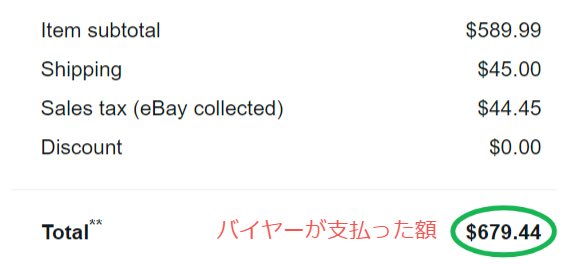 Item subtotal $589.99
Shipping $45.00
Sales tax (eBay collected) $44.45
Discount $0.00
Total** バイヤーが支払った額 $679.44